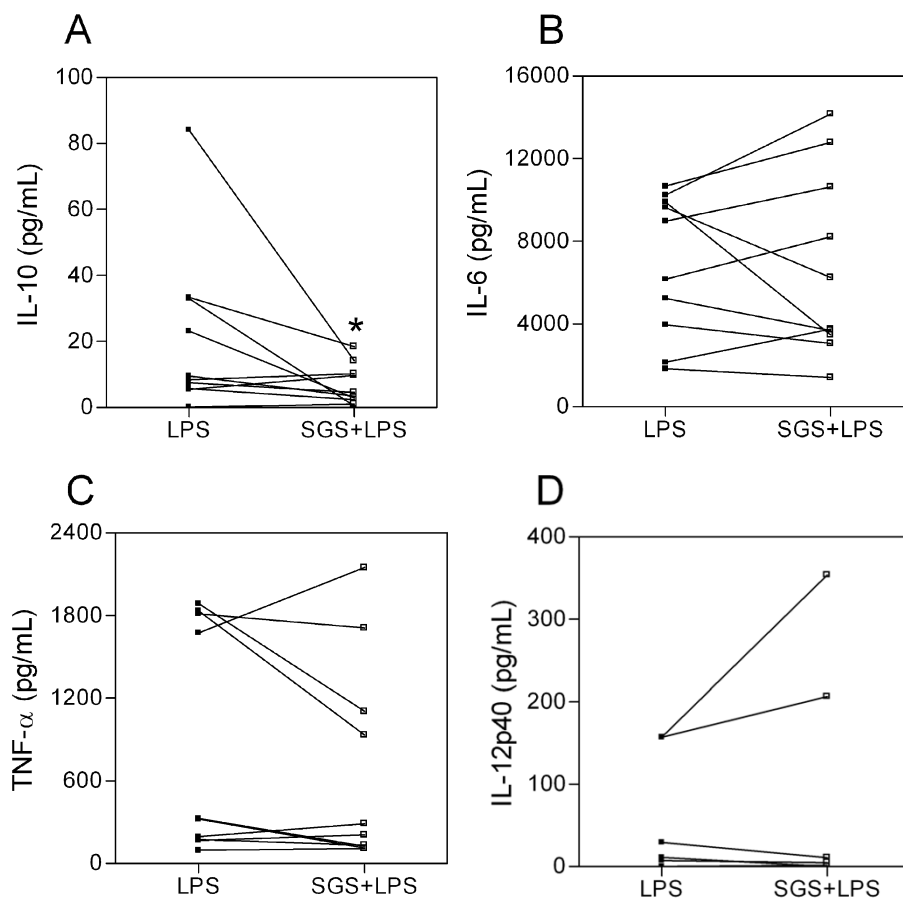 A
IL-10 (pg/mL)
100
80
60
40
20
0
*
LPS
SGS+LPS
B
IL-6 (pg/mL)
16000
12000
8000
4000
0
LPS
SGS+LPS
C
TNF-α (pg/mL)
2400
1800
1200
600
0
LPS
SGS+LPS
D
IL-12p40 (pg/mL)
400
300
200
100
0
LPS
SGS+LPS